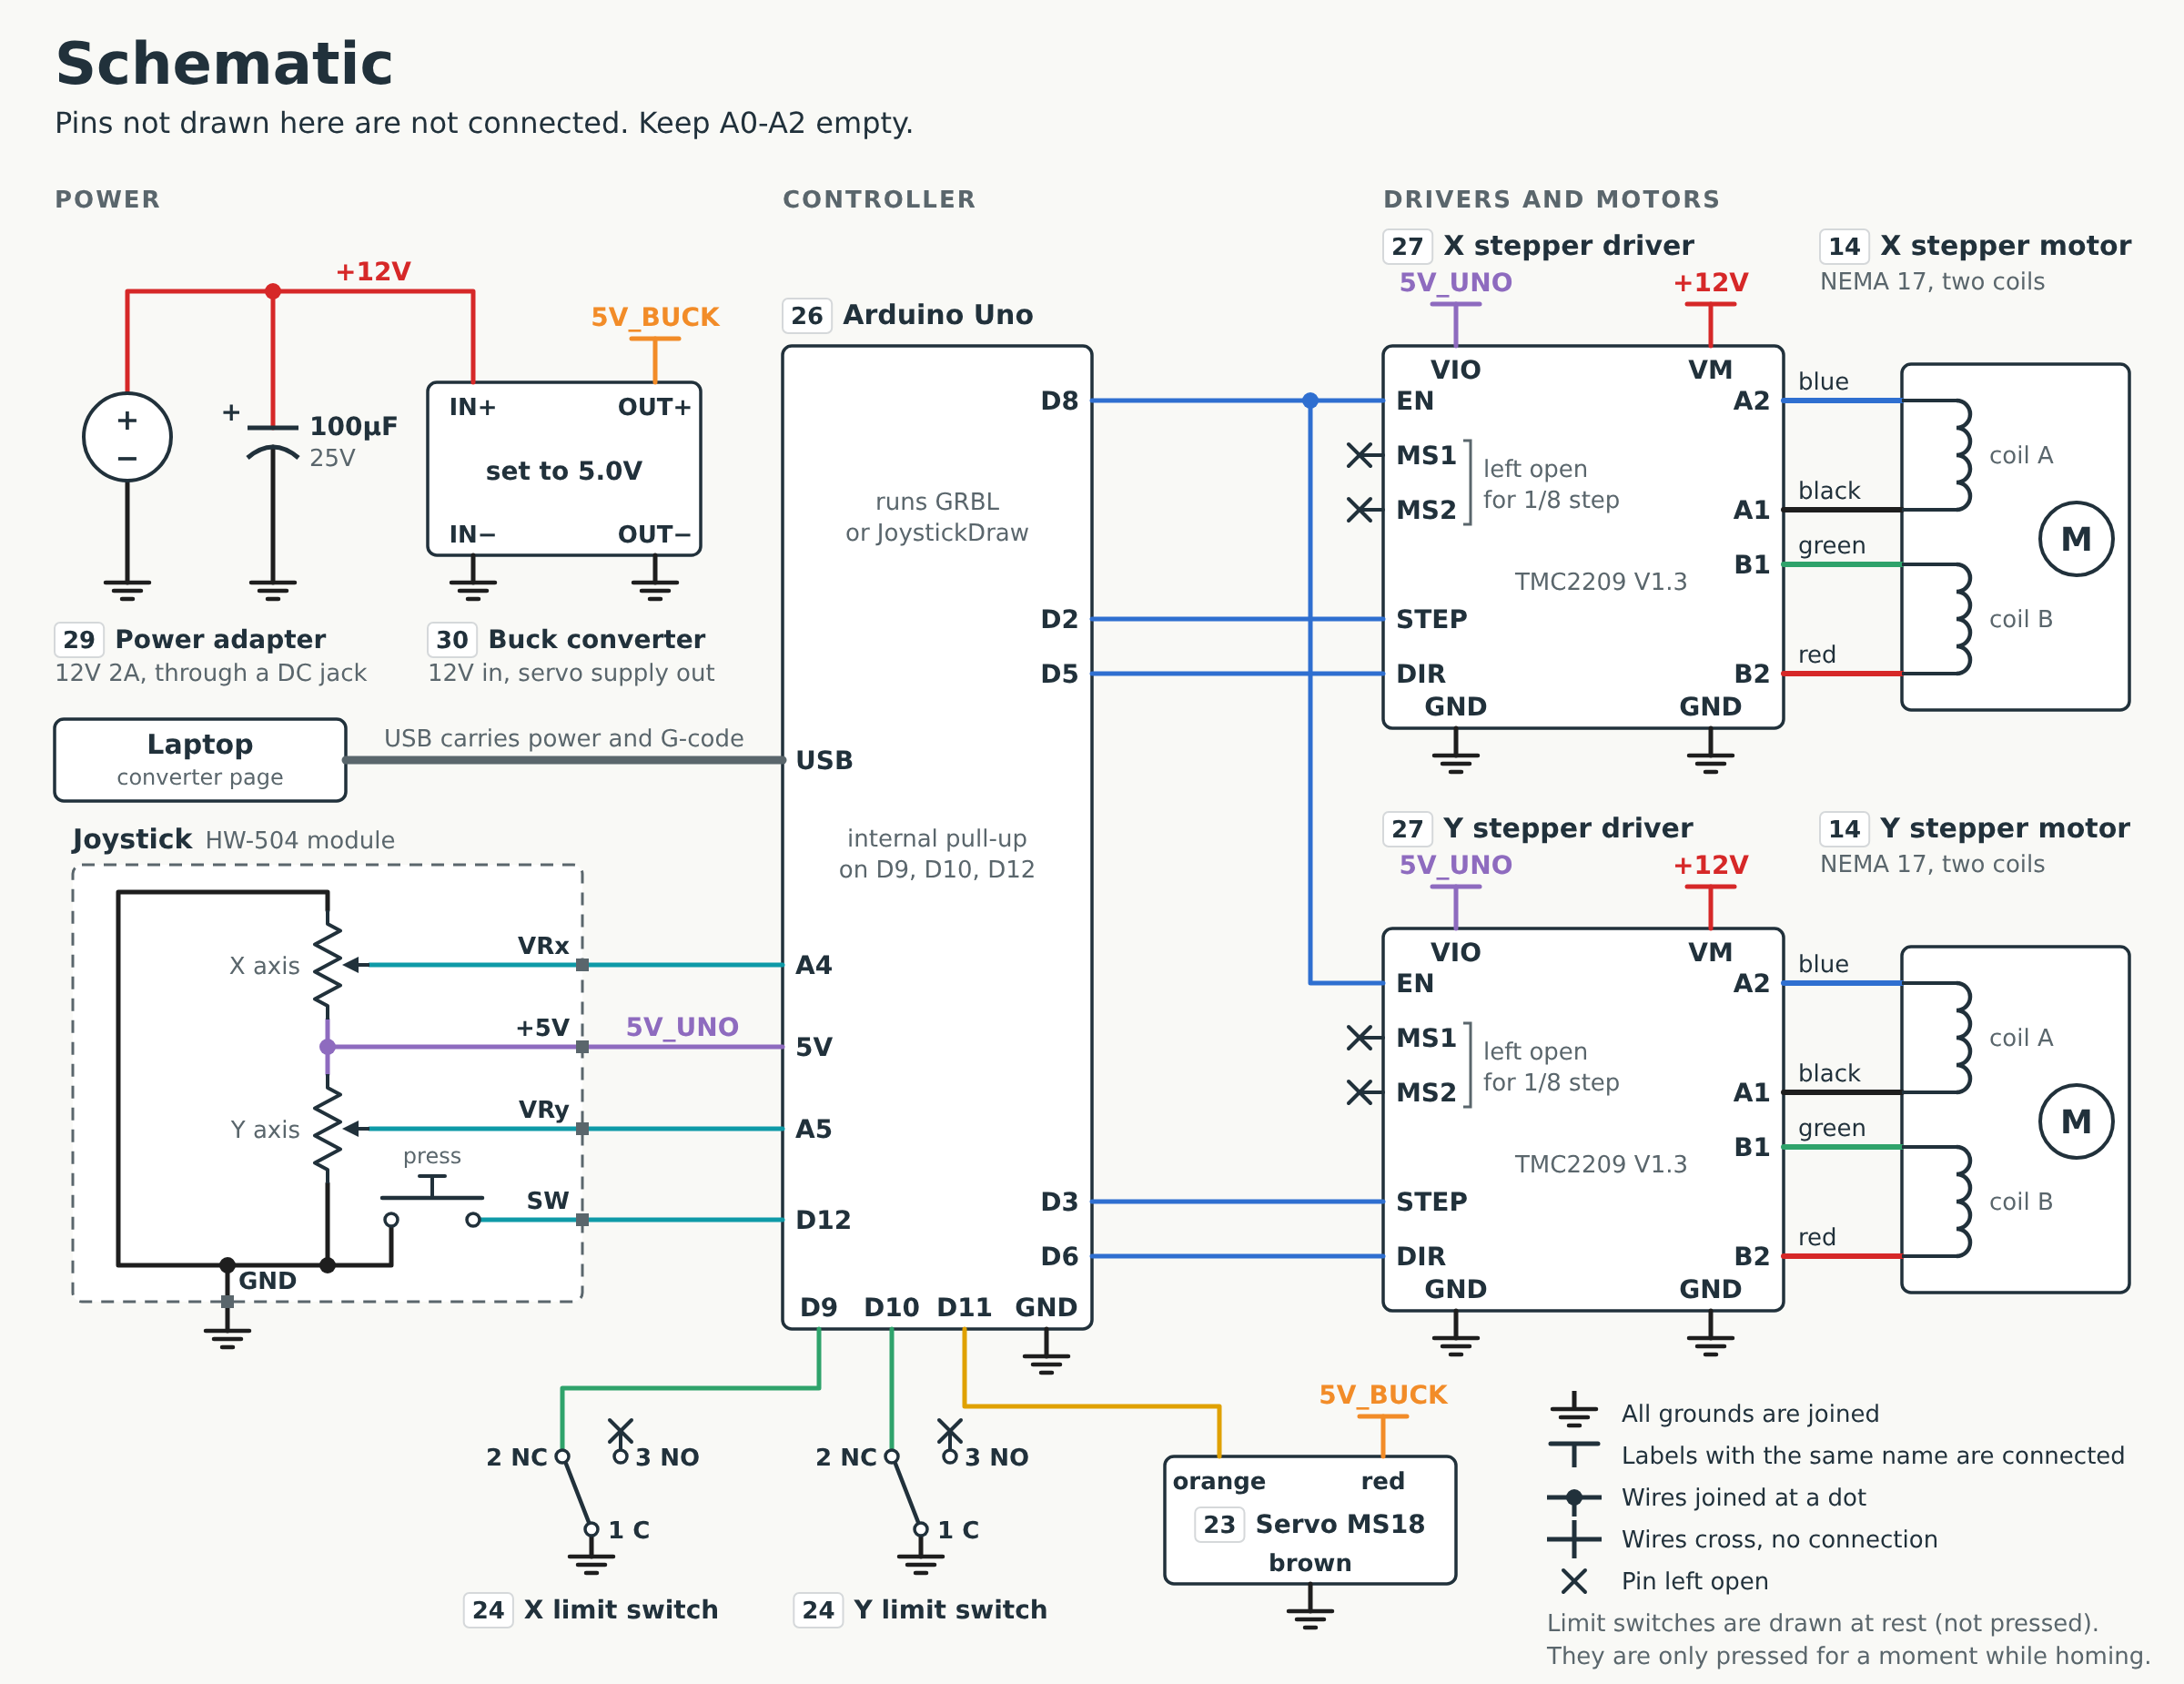 Schematic
Pins not drawn here are not connected. Keep A0-A2 empty.
POWER
+12V
5V_BUCK
+
−
+
100µF
25V
IN+
OUT+
set to 5.0V
IN−
OUT−
29 Power adapter
12V 2A, through a DC jack
30 Buck converter
12V in, servo supply out
Laptop
converter page
USB carries power and G-code
Joystick HW-504 module
X axis
VRx
+5V
5V_UNO
Y axis
VRy
press
SW
GND
CONTROLLER
26 Arduino Uno
D8
runs GRBL
or JoystickDraw
D2
D5
USB
internal pull-up
on D9, D10, D12
A4
5V
A5
D12
D3
D6
D9 D10 D11 GND
DRIVERS AND MOTORS
27 X stepper driver
5V_UNO
+12V
VIO
VM
EN
MS1
MS2
left open
for 1/8 step
TMC2209 V1.3
STEP
DIR
GND
GND
A2
A1
B1
B2
blue
black
green
red
14 X stepper motor
NEMA 17, two coils
coil A
M
coil B
27 Y stepper driver
5V_UNO
+12V
VIO
VM
EN
MS1
MS2
left open
for 1/8 step
TMC2209 V1.3
STEP
DIR
GND
GND
A2
A1
B1
B2
blue
black
green
red
14 Y stepper motor
NEMA 17, two coils
coil A
M
coil B
2 NC
3 NO
1 C
24 X limit switch
2 NC
3 NO
1 C
24 Y limit switch
5V_BUCK
orange
red
23 Servo MS18
brown
All grounds are joined
Labels with the same name are connected
Wires joined at a dot
Wires cross, no connection
Pin left open
Limit switches are drawn at rest (not pressed).
They are only pressed for a moment while homing.